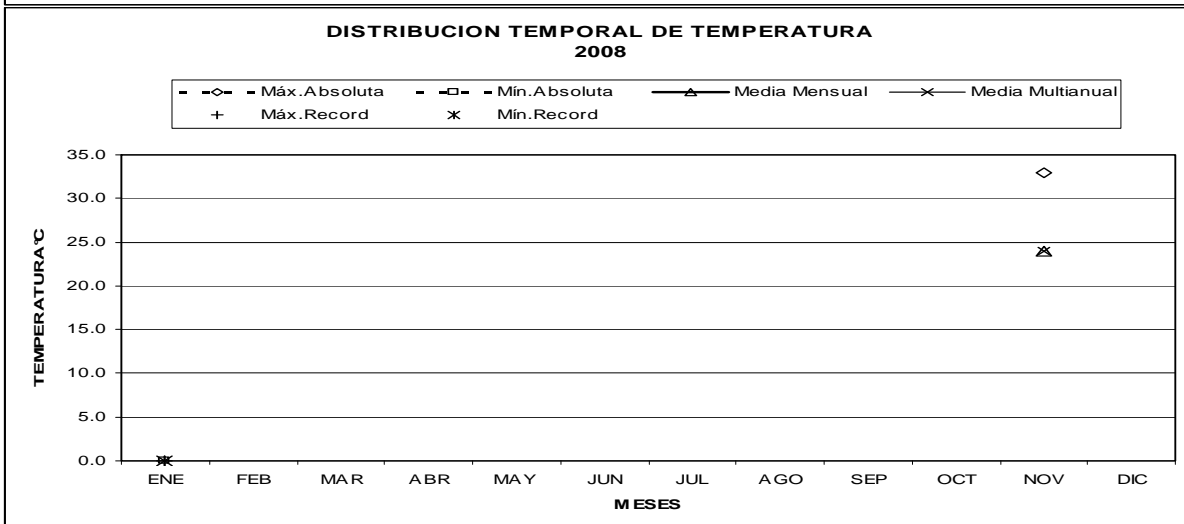 DISTRIBUCION TEMPORAL DE TEMPERATURA
2008
Máx.Absoluta Mín.Absoluta Media Mensual Media Multianual
Máx.Record Mín.Record
35.0
30.0
25.0
20.0
15.0
10.0
5.0
0.0
TEMPERATURA°C
ENE FEB MAR ABR MAY JUN JUL AGO SEP OCT NOV DIC
MESES